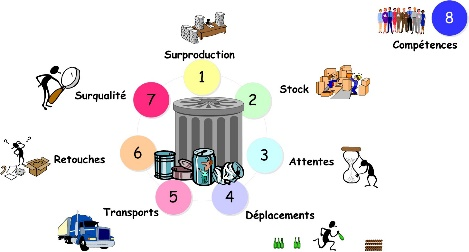 8
Compétences
Surproduction
1
Surqualité
7
2
Stock
6
Retouches
3
Attentes
5
4
Transports
Déplacements